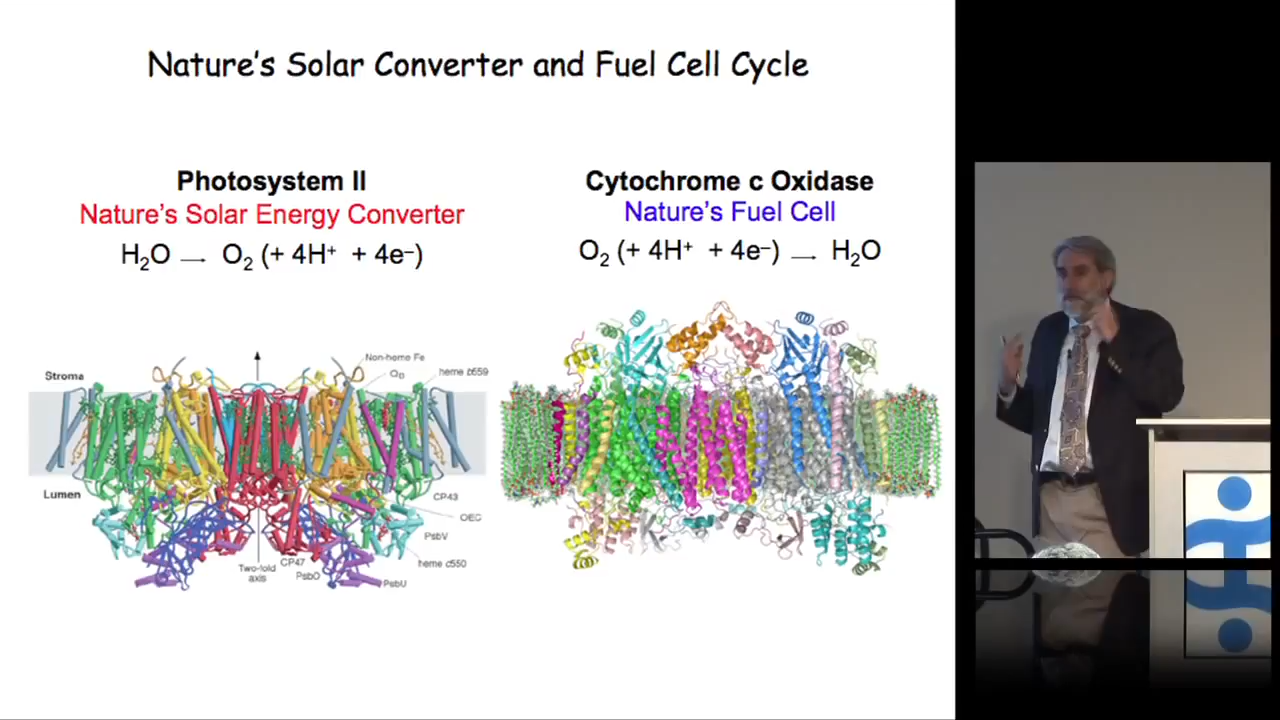 Nature's Solar Converter and Fuel Cell Cycle
Photosystem II
Nature's Solar Energy Converter
H₂O → O₂ (+ 4H⁺ + 4e⁻)
Cytochrome c Oxidase
Nature's Fuel Cell
O₂ (+ 4H⁺ + 4e⁻) → H₂O
Stroma
Non-heme Fe
Q_B
heme b559
Lumen
CP43
OEC
PsbV
heme c550
Two-fold
axis
CP47
PsbO
PsbU